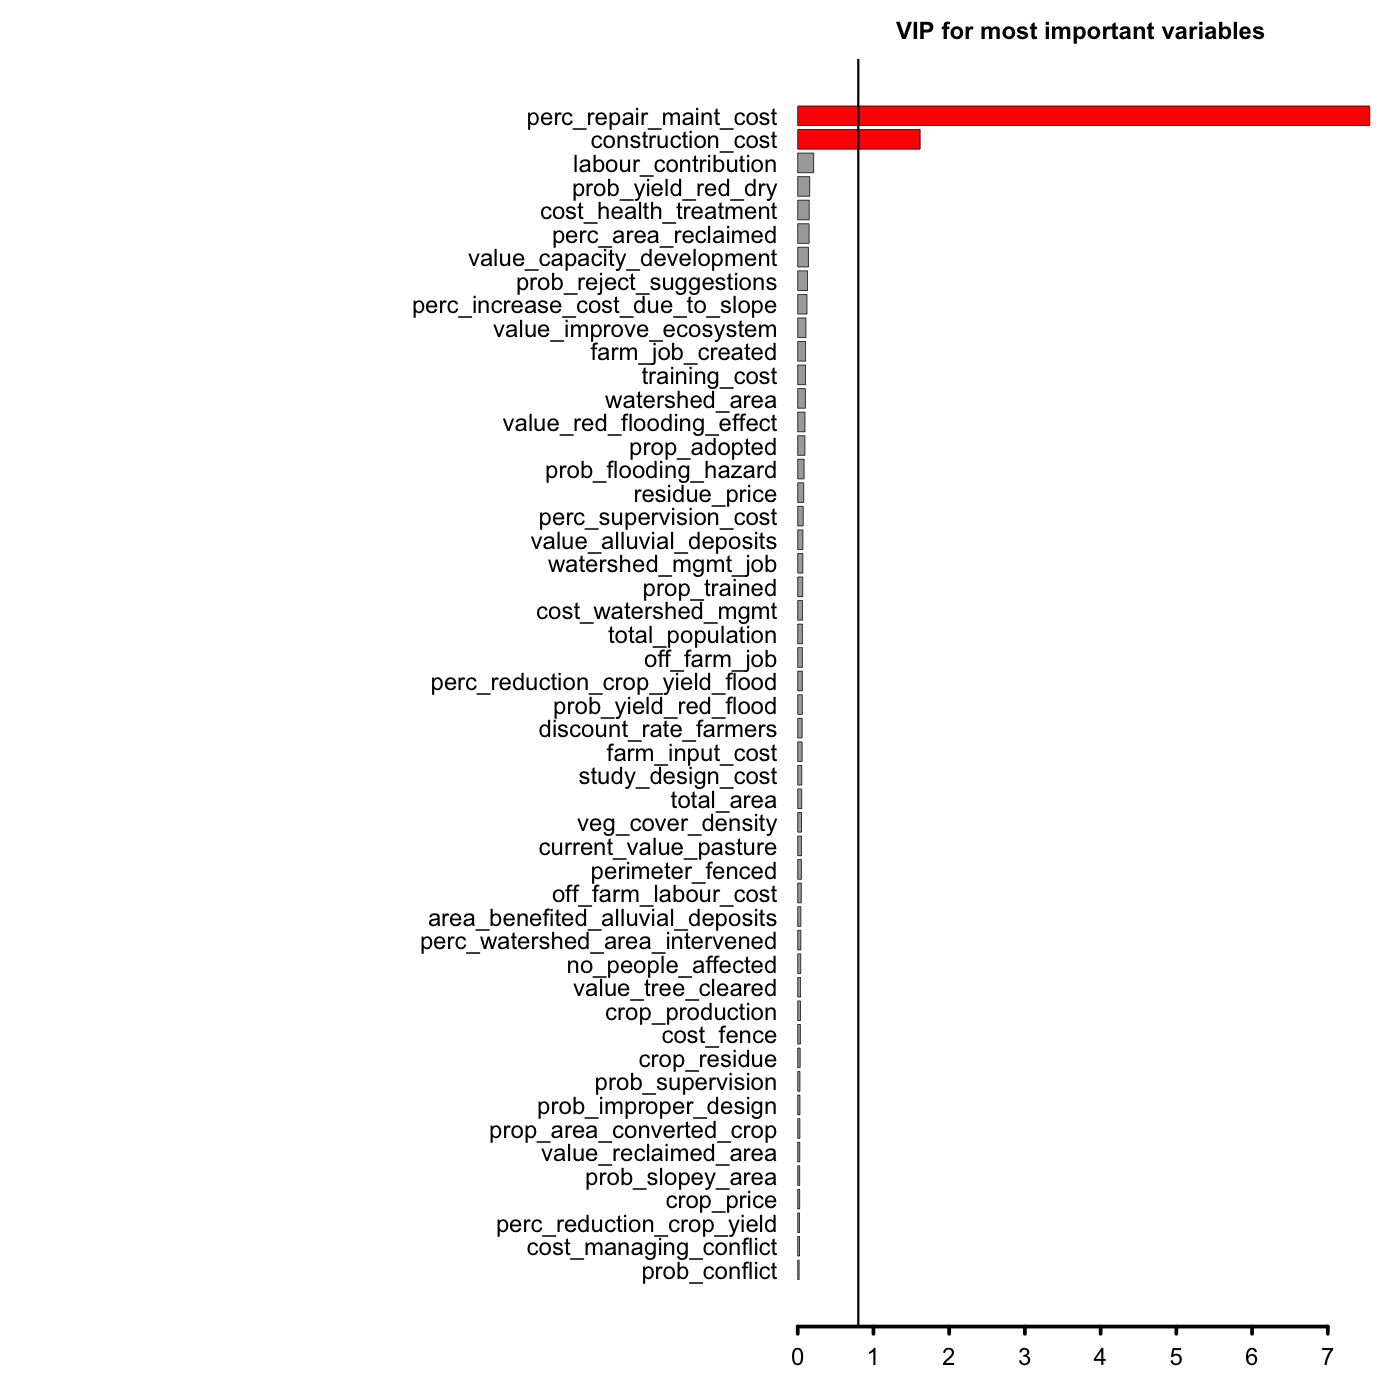 VIP for most important variables
perc_repair_maint_cost
construction_cost
labour_contribution
prob_yield_red_dry
cost_health_treatment
perc_area_reclaimed
value_capacity_development
prob_reject_suggestions
perc_increase_cost_due_to_slope
value_improve_ecosystem
farm_job_created
training_cost
watershed_area
value_red_flooding_effect
prop_adopted
prob_flooding_hazard
residue_price
perc_supervision_cost
value_alluvial_deposits
watershed_mgmt_job
prop_trained
cost_watershed_mgmt
total_population
off_farm_job
perc_reduction_crop_yield_flood
prob_yield_red_flood
discount_rate_farmers
farm_input_cost
study_design_cost
total_area
veg_cover_density
current_value_pasture
perimeter_fenced
off_farm_labour_cost
area_benefited_alluvial_deposits
perc_watershed_area_intervened
no_people_affected
value_tree_cleared
crop_production
cost_fence
crop_residue
prob_supervision
prob_improper_design
prop_area_converted_crop
value_reclaimed_area
prob_slopey_area
crop_price
perc_reduction_crop_yield
cost_managing_conflict
prob_conflict
0 1 2 3 4 5 6 7